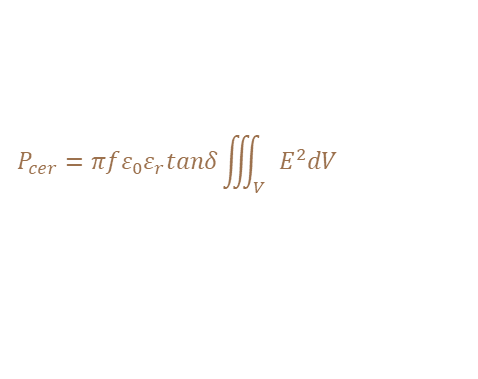 P_cer = πfε₀ε_r tanδ ∭_V E²dV